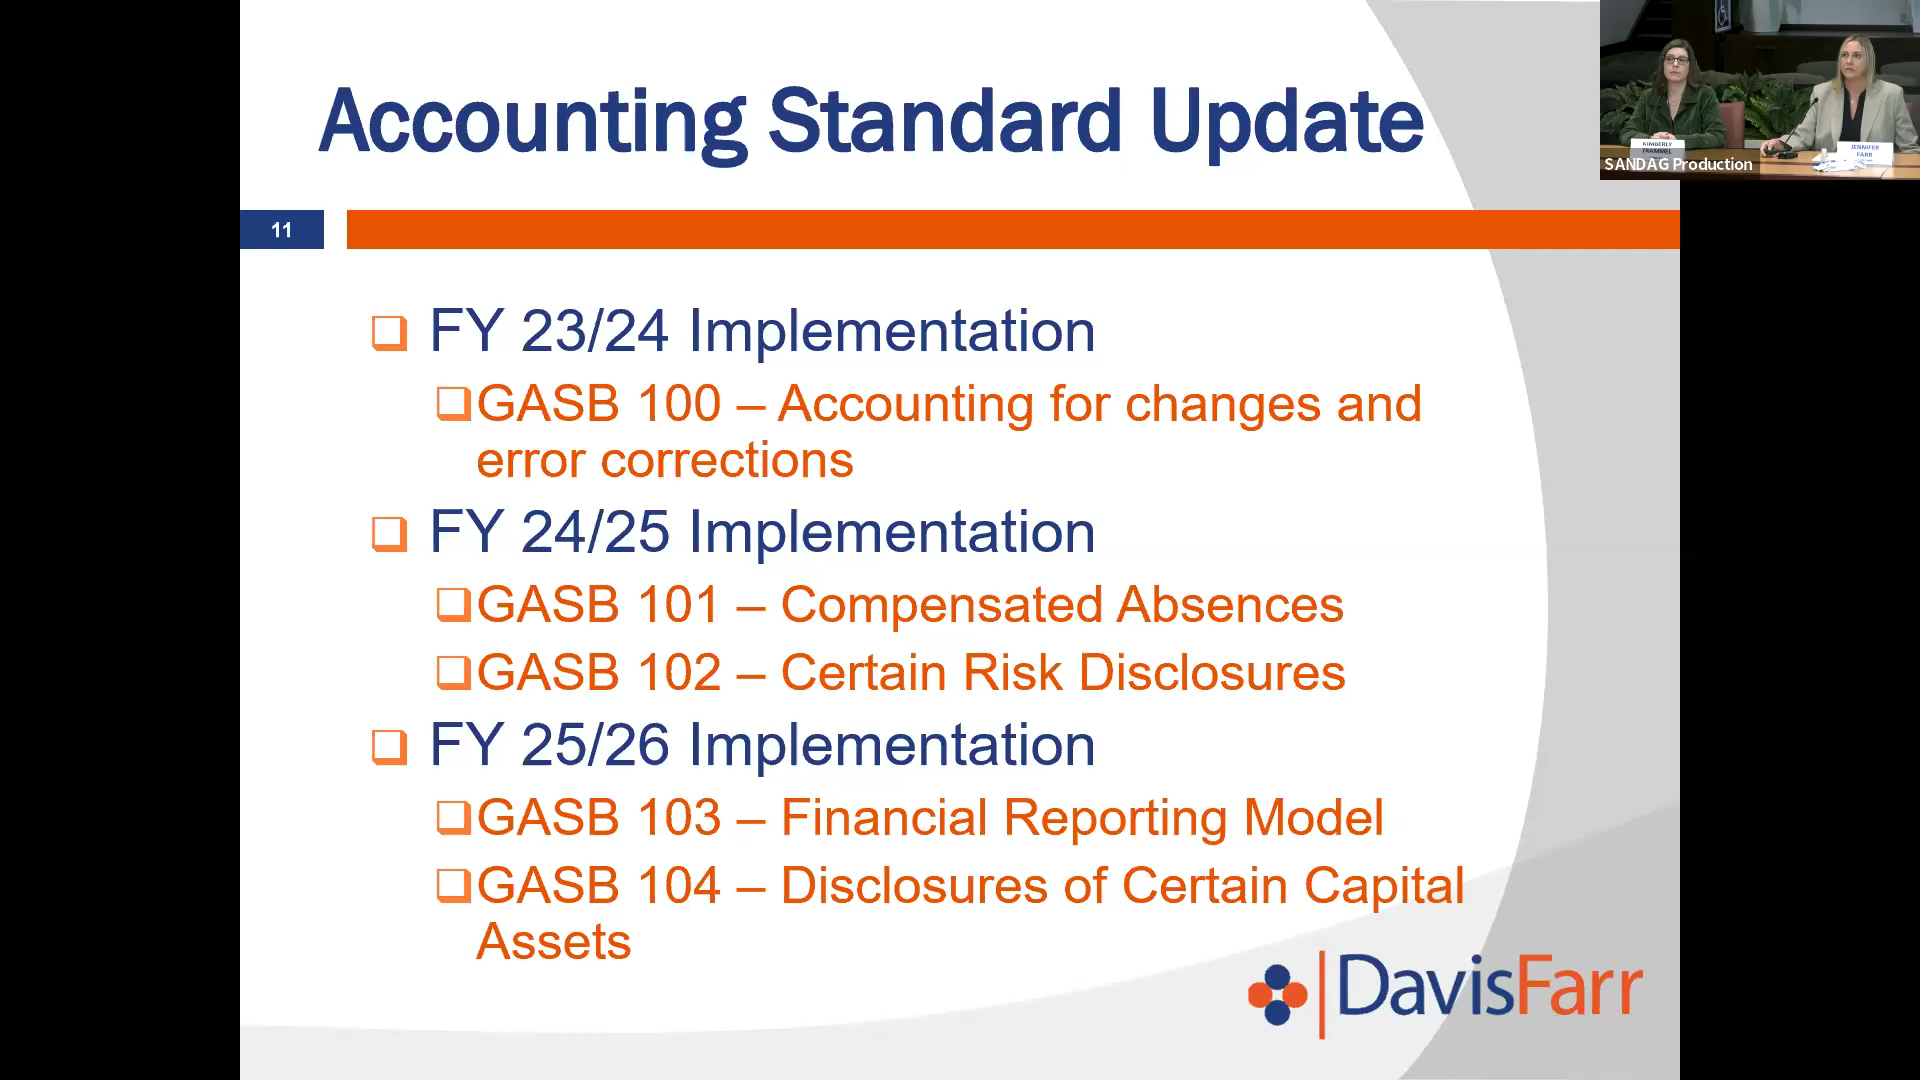 Accounting Standard Update
11
FY 23/24 Implementation
GASB 100 – Accounting for changes and
error corrections
FY 24/25 Implementation
GASB 101 – Compensated Absences
GASB 102 – Certain Risk Disclosures
FY 25/26 Implementation
GASB 103 – Financial Reporting Model
GASB 104 – Disclosures of Certain Capital
Assets
DavisFarr
KIMBERLY
TRAMMEL
JENNIFER
FARR
SANDAG Production